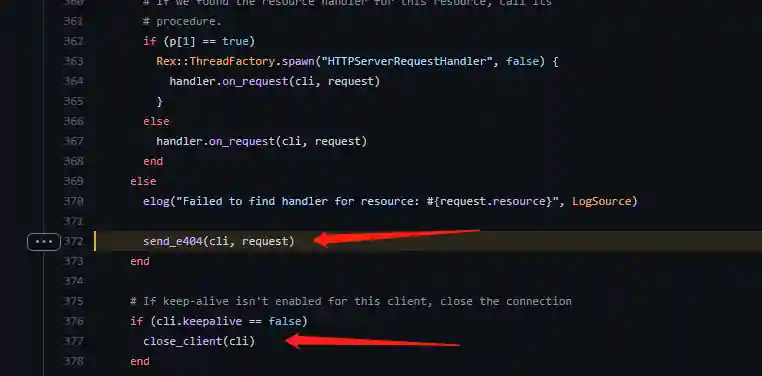 360 # If we found the resource handler for this resource, call its
361 # procedure.
362 if (p[1] == true)
363 Rex::ThreadFactory.spawn("HTTPServerRequestHandler", false) {
364 handler.on_request(cli, request)
365 }
366 else
367 handler.on_request(cli, request)
368 end
369 else
370 elog("Failed to find handler for resource: #{request.resource}", LogSource)
371
372 send_e404(cli, request)
373 end
374
375 # If keep-alive isn't enabled for this client, close the connection
376 if (cli.keepalive == false)
377 close_client(cli)
378 end